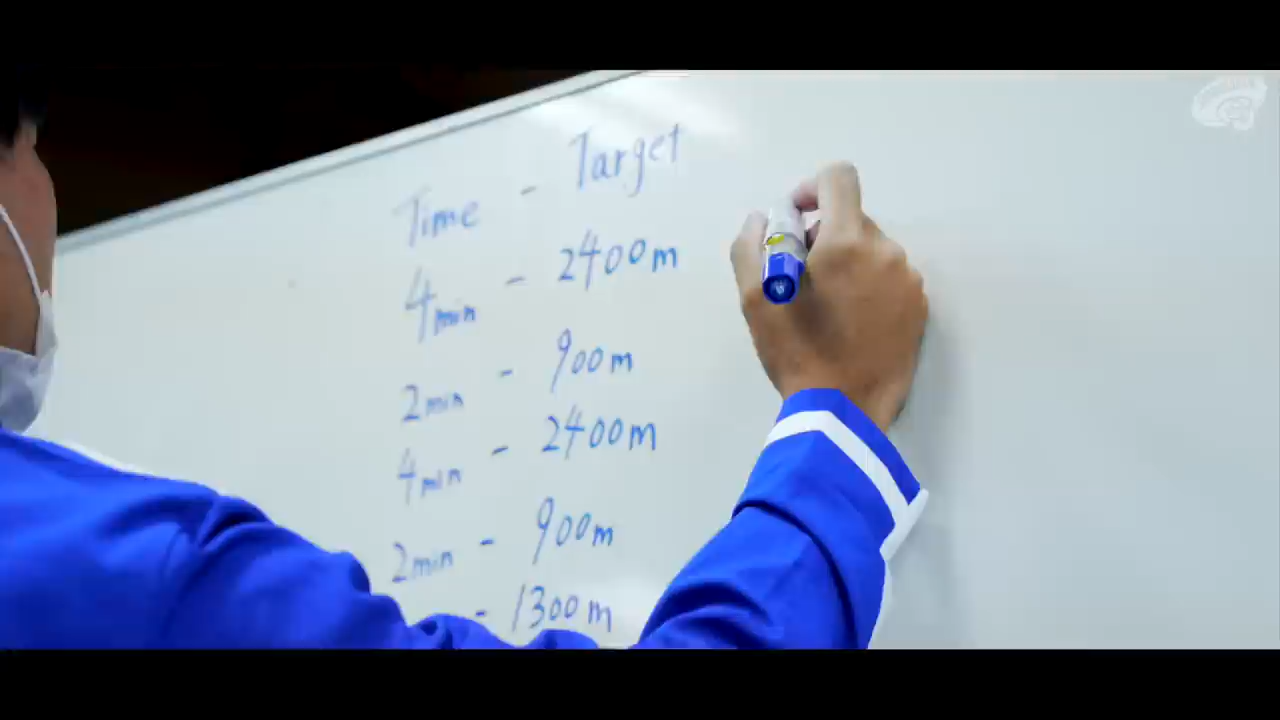 Time - Target
4min - 2400m
2min - 900m
4min - 2400m
2min - 900m
- 1300m